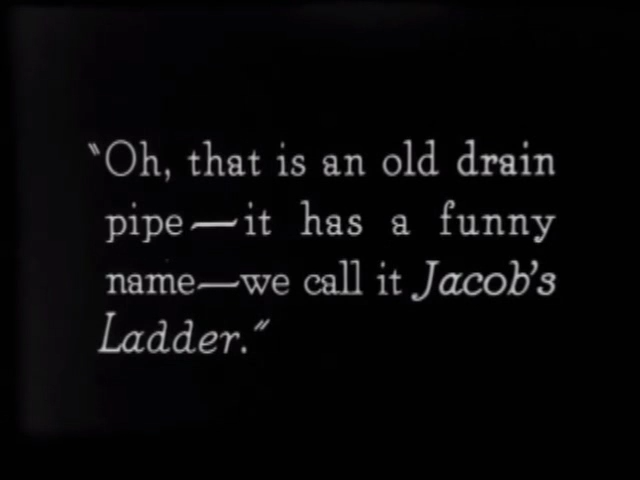 "Oh, that is an old drain
pipe—it has a funny
name—we call it Jacob's
Ladder."